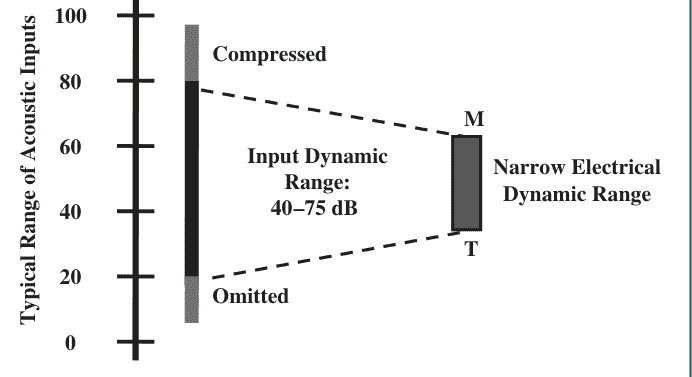 Typical Range of Acoustic Inputs
100
80
60
40
20
0
Compressed
Input Dynamic
Range:
40–75 dB
Omitted
M
T
Narrow Electrical
Dynamic Range